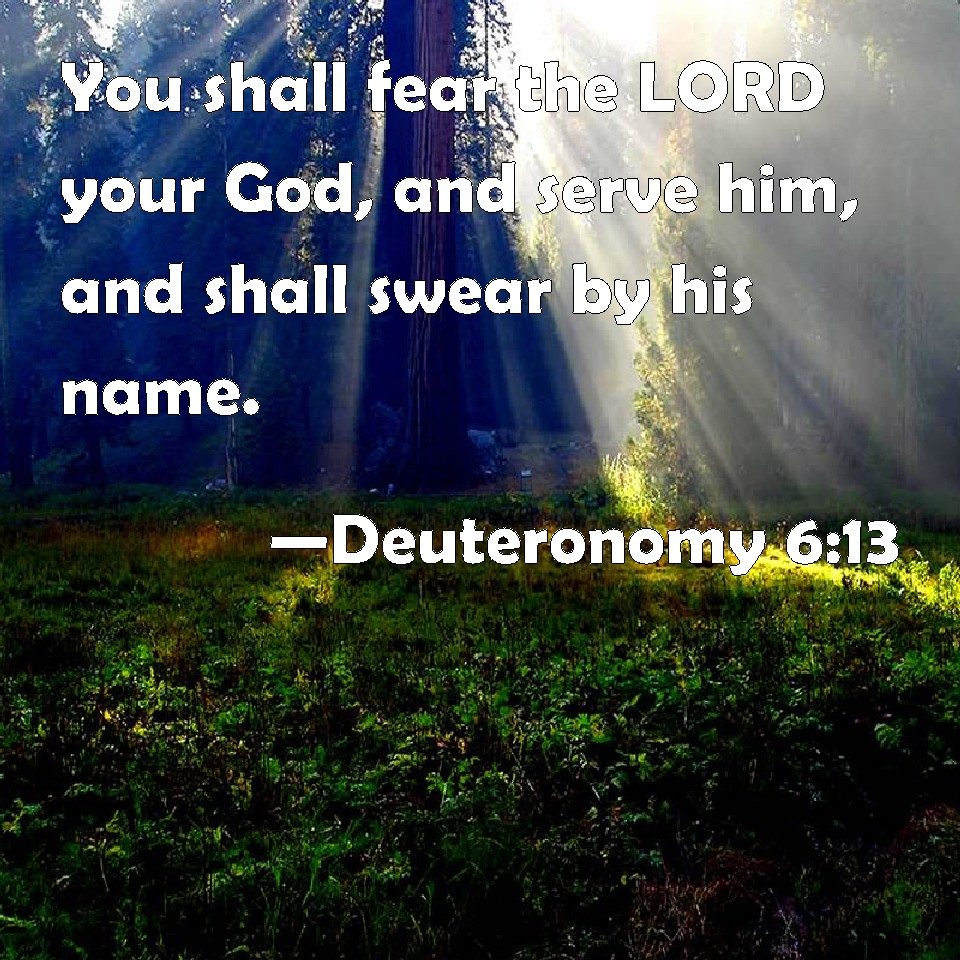 You shall fear the LORD
your God, and serve him,
and shall swear by his
name.
—Deuteronomy 6:13